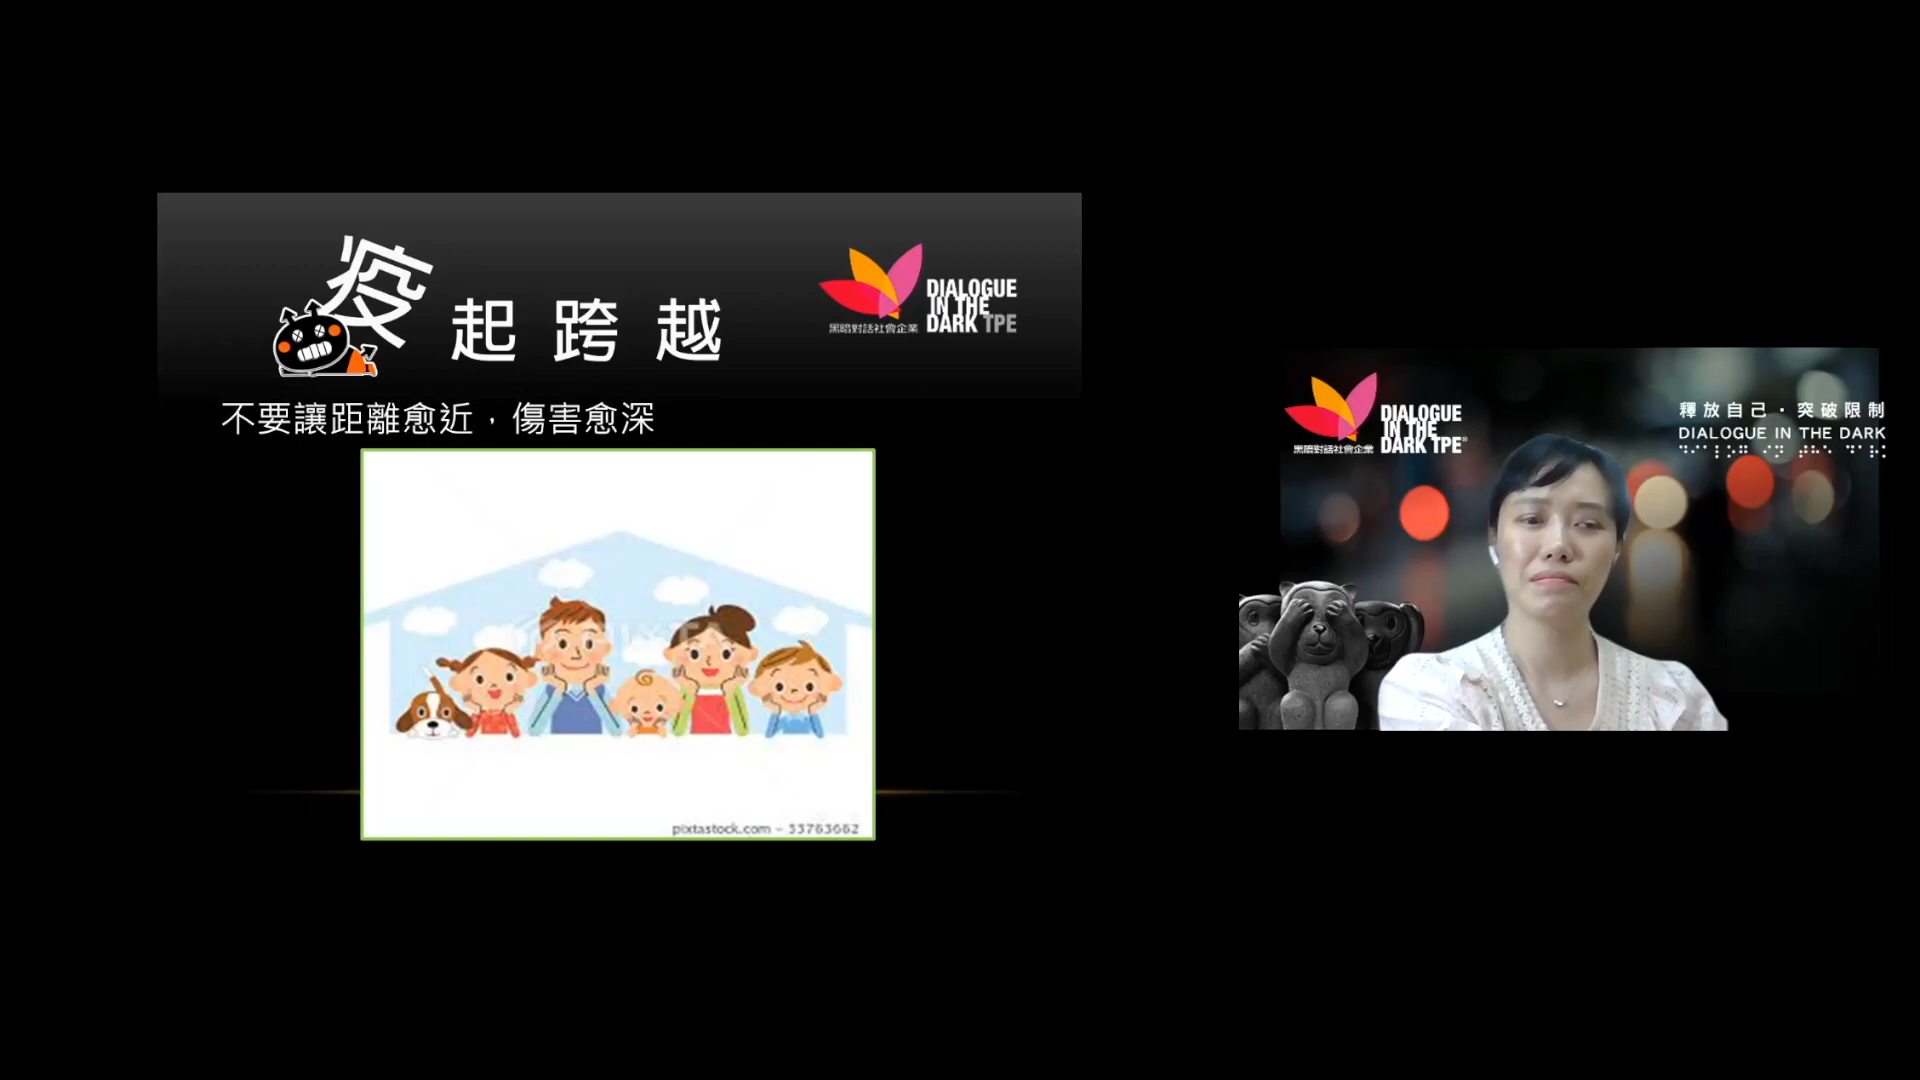 疫起跨越
DIALOGUE
IN THE
DARK TPE
黑暗對話社會企業
不要讓距離愈近，傷害愈深
pixtastock.com - 33763662
DIALOGUE
IN THE
DARK TPE
黑暗對話社會企業
釋放自己・突破限制
DIALOGUE IN THE DARK